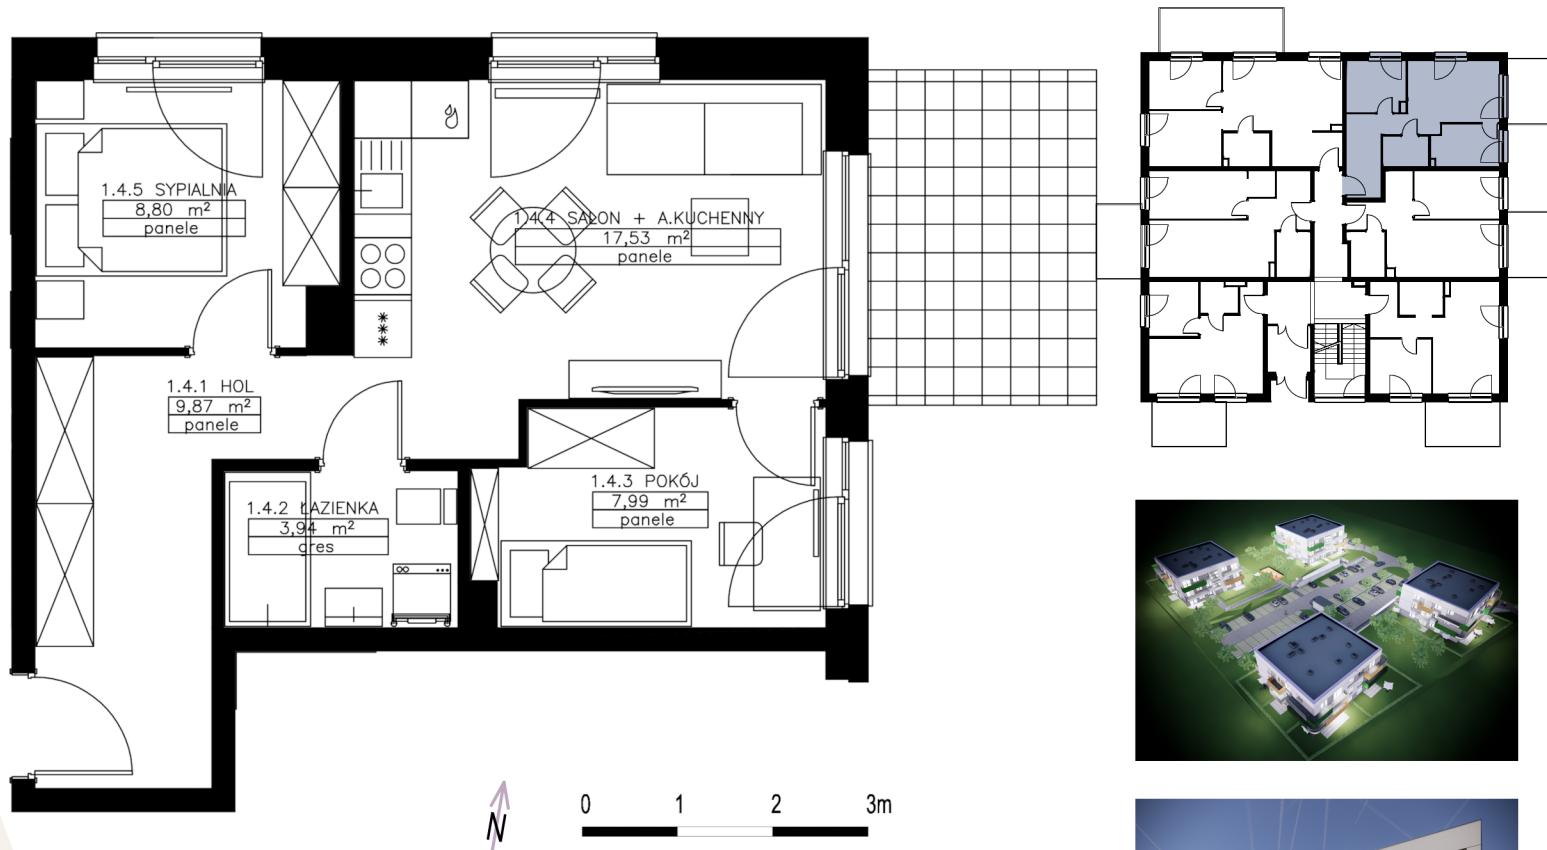 1.4.5 SYPIALNIA
8,80 m²
panele
1.4.4 SALON + A.KUCHENNY
17,53 m²
panele
1.4.1 HOL
9,87 m²
panele
1.4.3 POKÓJ
7,99 m²
panele
1.4.2 ŁAZIENKA
3,94 m²
gres
N
0 1 2 3m